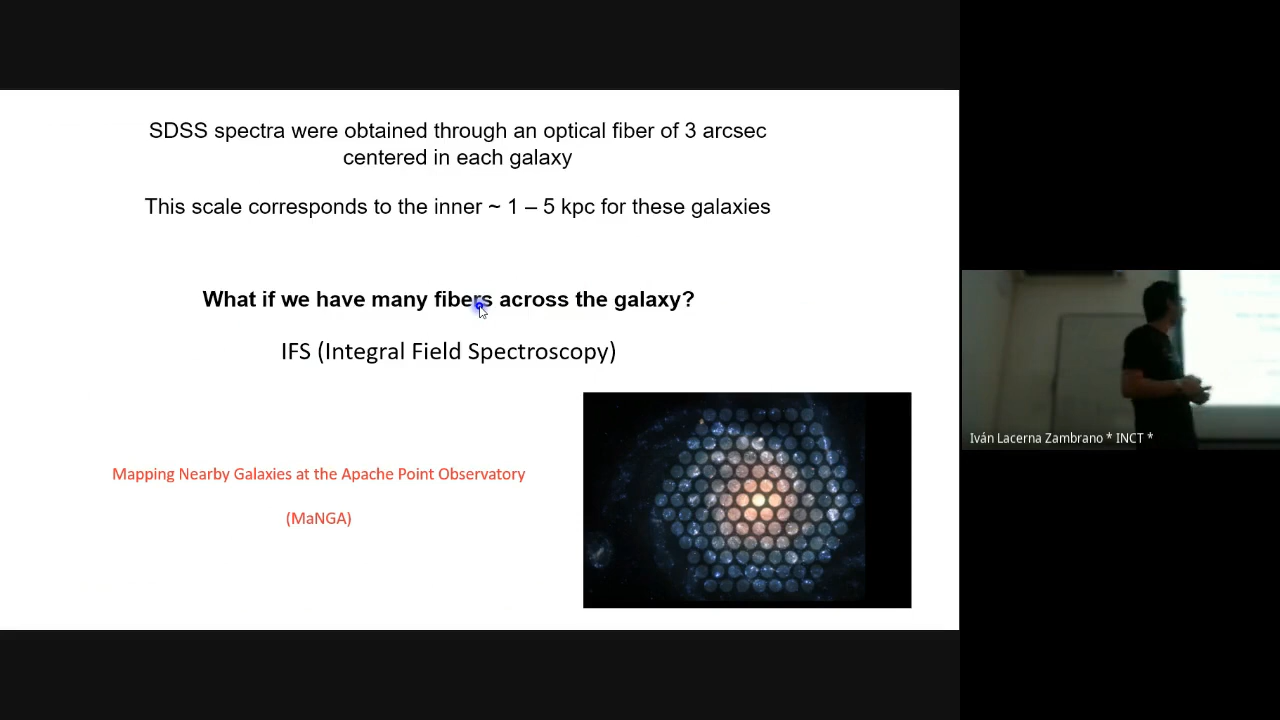 SDSS spectra were obtained through an optical fiber of 3 arcsec
centered in each galaxy
This scale corresponds to the inner ~ 1 – 5 kpc for these galaxies
What if we have many fibers across the galaxy?
IFS (Integral Field Spectroscopy)
Mapping Nearby Galaxies at the Apache Point Observatory
(MaNGA)
Iván Lacerna Zambrano * INCT *